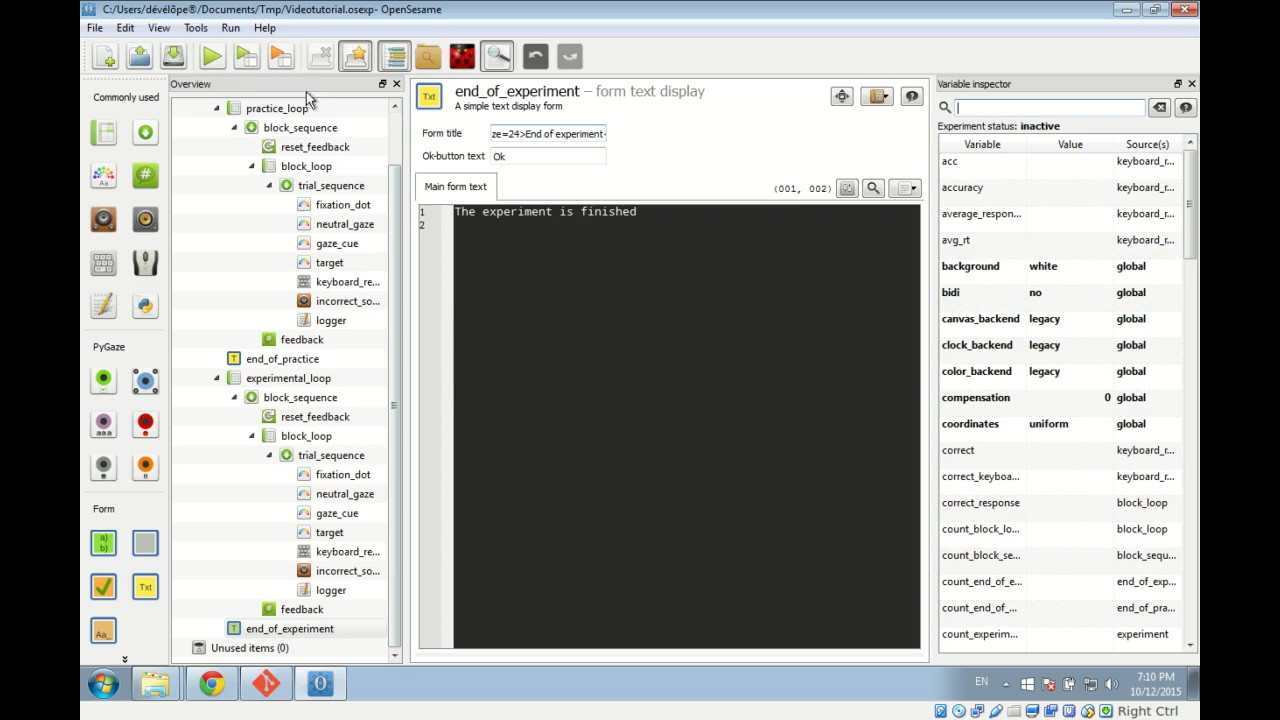 C:/Users/dévélõpe®/Documents/Tmp/Videotutorial.osexp- OpenSesame
File Edit View Tools Run Help
Commonly used
PyGaze
Form
Overview
practice_loop
block_sequence
reset_feedback
block_loop
trial_sequence
fixation_dot
neutral_gaze
gaze_cue
target
keyboard_re...
incorrect_so...
logger
feedback
end_of_practice
experimental_loop
block_sequence
reset_feedback
block_loop
trial_sequence
fixation_dot
neutral_gaze
gaze_cue
target
keyboard_re...
incorrect_so...
logger
feedback
end_of_experiment
Unused items (0)
Txt
end_of_experiment – form text display
A simple text display form
Form title ze=24>End of experiment
Ok-button text Ok
Main form text (001, 002)
1 The experiment is finished
2
Variable inspector
Experiment status: inactive
Variable Value Source(s)
acc keyboard_r...
accuracy keyboard_r...
average_respon... keyboard_r...
avg_rt keyboard_r...
background white global
bidi no global
canvas_backend legacy global
clock_backend legacy global
color_backend legacy global
compensation 0 global
coordinates uniform global
correct keyboard_r...
correct_keyboa... keyboard_r...
correct_response block_loop
count_block_lo... block_loop
count_block_se... block_sequ...
count_end_of_e... end_of_exp...
count_end_of_... end_of_pra...
count_experim... experiment
a)
b)
Txt
Aa_
EN
7:10 PM
10/12/2015
Right Ctrl